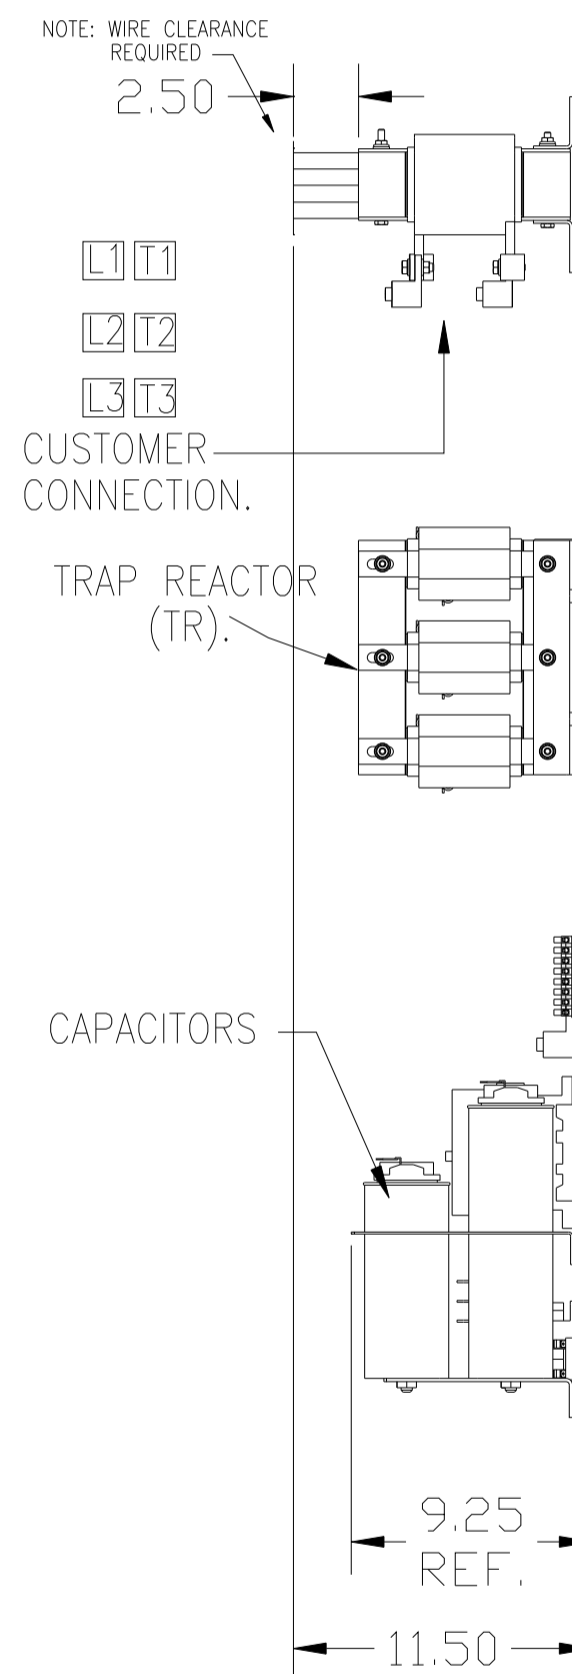 NOTE: WIRE CLEARANCE
REQUIRED
2.50
L1 T1
L2 T2
L3 T3
CUSTOMER
CONNECTION.
TRAP REACTOR
(TR).
CAPACITORS
9.25
REF.
11.50